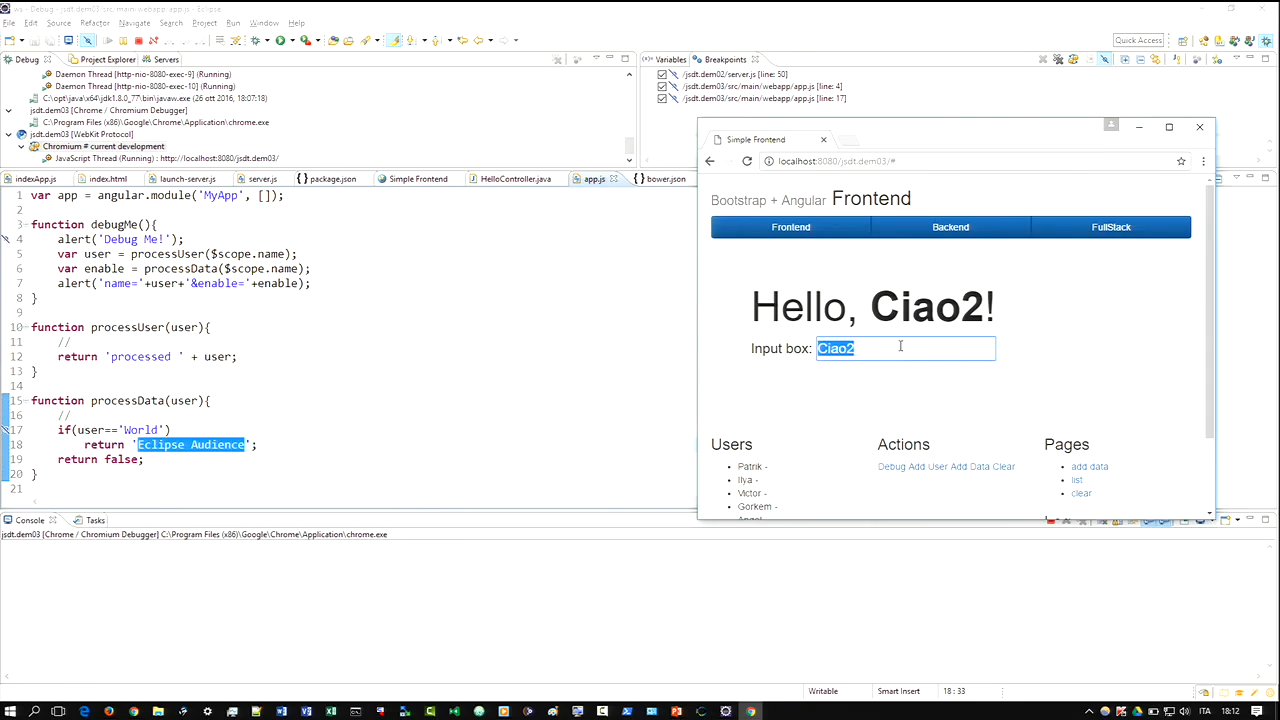 ws - Debug - jsdt.dem03/src/main/webapp/app.js - Eclipse
File Edit Source Refactor Navigate Search Project Run Window Help
Quick Access
Debug Project Explorer Servers
Daemon Thread [http-nio-8080-exec-9] (Running)
Daemon Thread [http-nio-8080-exec-10] (Running)
C:\opt\java\x64\jdk1.8.0_77\bin\javaw.exe (26 ott 2016, 18:07:18)
jsdt.dem03 [Chrome / Chromium Debugger]
C:\Program Files (x86)\Google\Chrome\Application\chrome.exe
jsdt.dem03 [WebKit Protocol]
Chromium # current development
JavaScript Thread (Running) : http://localhost:8080/jsdt.dem03/
Variables Breakpoints
/jsdt.dem02/server.js [line: 50]
/jsdt.dem03/src/main/webapp/app.js [line: 4]
/jsdt.dem03/src/main/webapp/app.js [line: 17]
indexApp.js index.html launch-server.js server.js package.json Simple Frontend HelloController.java app.js bower.json
1 var app = angular.module('MyApp', []);
2
3 function debugMe(){
4 alert('Debug Me!');
5 var user = processUser($scope.name);
6 var enable = processData($scope.name);
7 alert('name='+user+'&enable='+enable);
8 }
9
10 function processUser(user){
11 //
12 return 'processed ' + user;
13 }
14
15 function processData(user){
16 //
17 if(user=='World')
18 return 'Eclipse Audience';
19 return false;
20 }
21
Simple Frontend
localhost:8080/jsdt.dem03/#
Bootstrap + Angular Frontend
Frontend Backend FullStack
Hello, Ciao2!
Input box: Ciao2
Users
Patrik -
Ilya -
Victor -
Gorkem -
Actions
Debug Add User Add Data Clear
Pages
add data
list
clear
Console Tasks
jsdt.dem03 [Chrome / Chromium Debugger] C:\Program Files (x86)\Google\Chrome\Application\chrome.exe
Writable Smart Insert 18 : 33
ITA 18:12